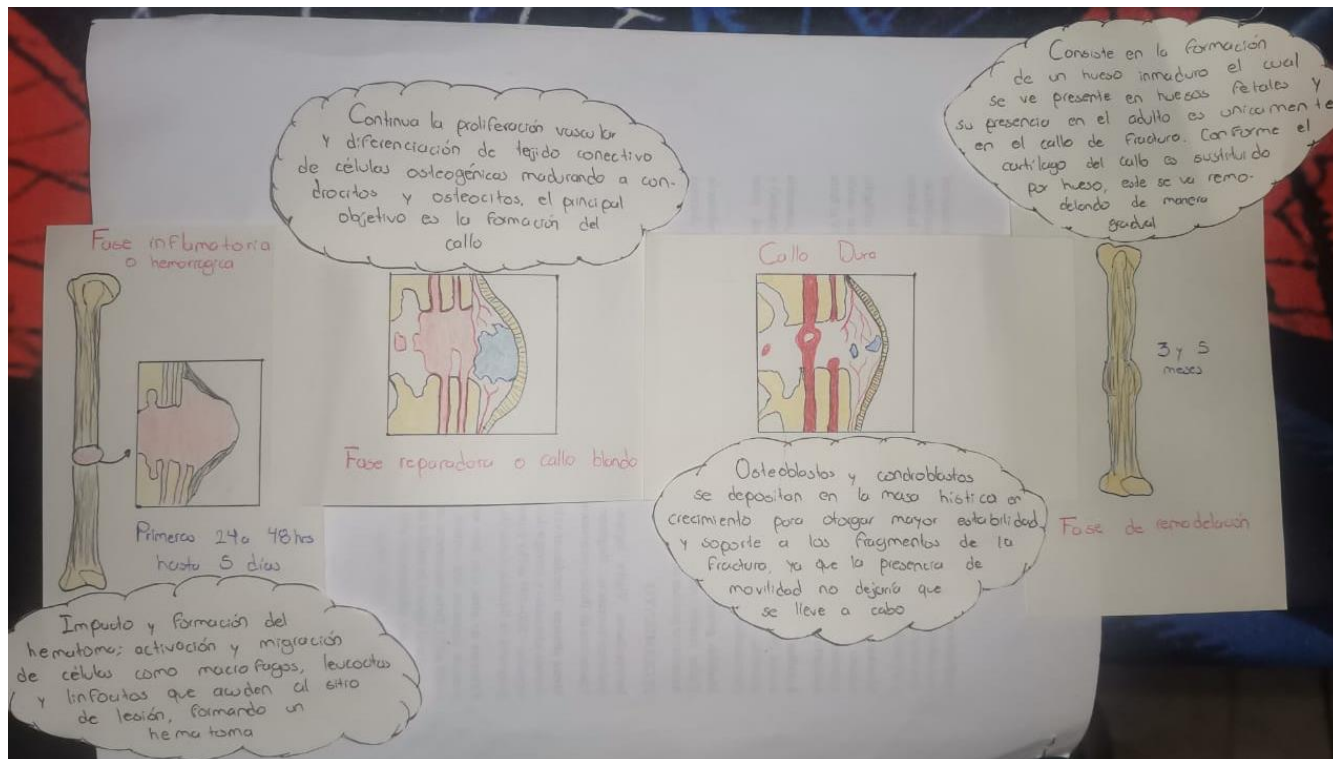 Fase inflamatoria
o hemorragica
Primeras 24 a 48 hrs
hasta 5 días
Impacto y formación del
hematoma; activación y migración
de células como macrofagos, leucocitos
y linfocitos que acuden al sitio
de lesión, formando un
hematoma
Continua la proliferación vascular
y diferenciación de tejido conectivo
de células osteogénicas madurando a con-
drocitos y osteocitos, el principal
objetivo es la formación del
callo
Fase reparadora o callo blando
Callo Duro
Osteoblastos y condroblastos
se depositan en la masa histica en
crecimiento para otorgar mayor estabilidad
y soporte a los fragmentos de la
fractura, ya que la presencia de
movilidad no dejaría que
se lleve a cabo
Consiste en la formación
de un hueso inmaduro el cual
se ve presente en huesos fetales y
su presencia en el adulto es unicamente
en el callo de fractura. Conforme el
cartílago del callo es sustituido
por hueso, este se va remo-
delando de manera
gradual
3 y 5
meses
Fase de remodelación